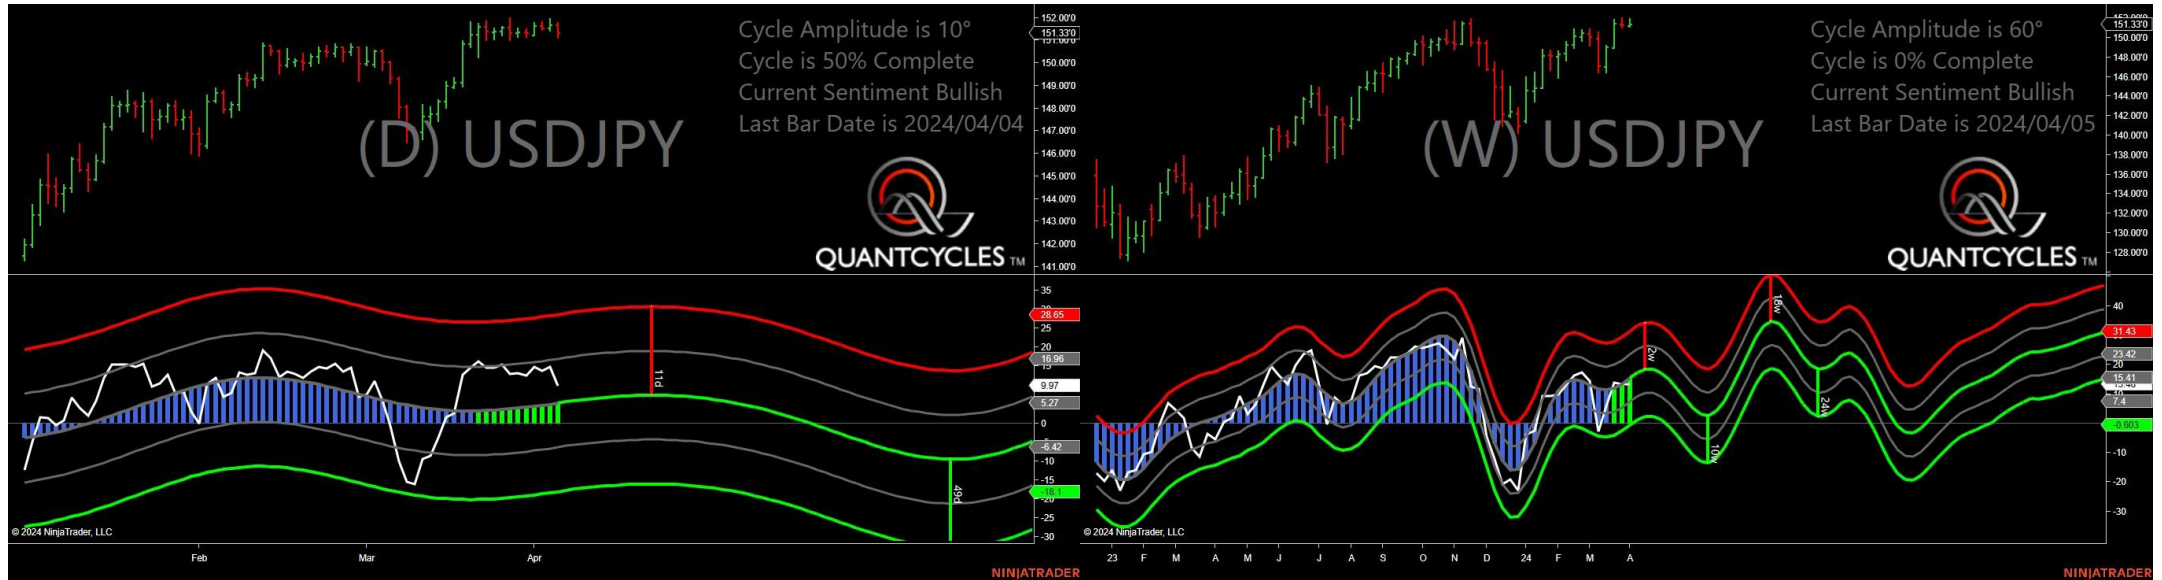 Cycle Amplitude is 10°
Cycle is 50% Complete
Current Sentiment Bullish
Last Bar Date is 2024/04/04
(D) USDJPY
QUANTCYCLES TM
152.00'0
151.33'0
150.00'0
149.00'0
148.00'0
147.00'0
146.00'0
145.00'0
144.00'0
143.00'0
142.00'0
141.00'0
35
28.65
25
20
16.96
9.97
5.27
0
-6.42
-10
-15
-18.1
-25
-30
11d
49d
© 2024 NinjaTrader, LLC
Feb
Mar
Apr
NINJATRADER
Cycle Amplitude is 60°
Cycle is 0% Complete
Current Sentiment Bullish
Last Bar Date is 2024/04/05
(W) USDJPY
QUANTCYCLES TM
151.33'0
150.00'0
148.00'0
146.00'0
144.00'0
142.00'0
140.00'0
138.00'0
136.00'0
134.00'0
132.00'0
130.00'0
128.00'0
40
31.43
23.42
20
15.41
7.4
-0.603
-10
-30
2w
10w
18w
24w
© 2024 NinjaTrader, LLC
23 F M A M J J A S O N D 24 F M A
NINJATRADER